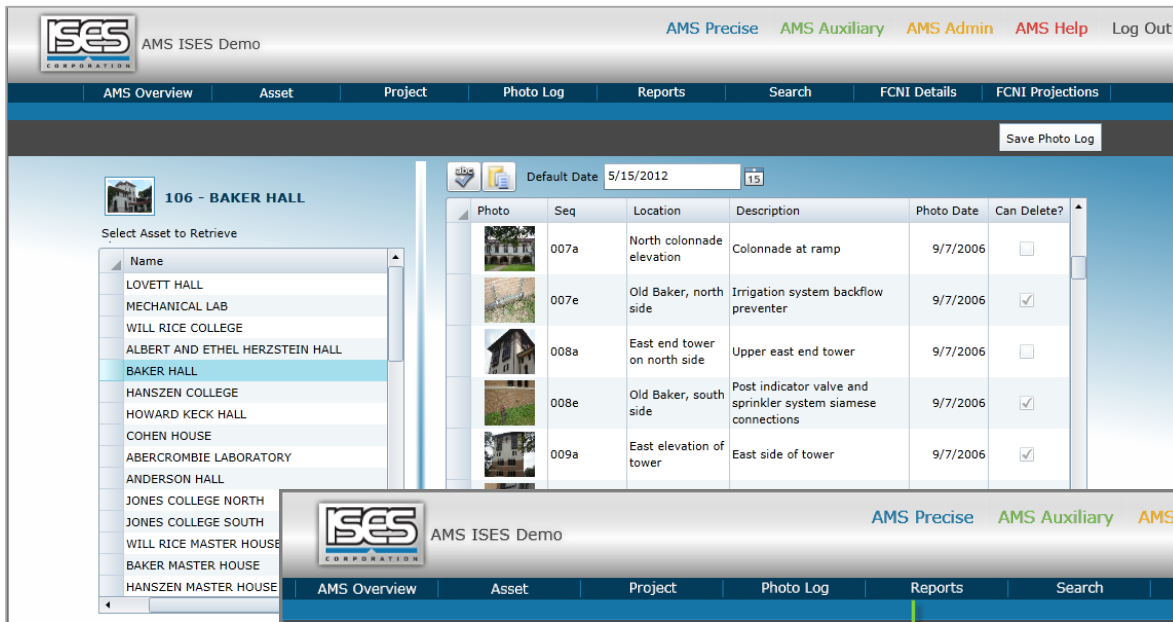 ISES
CORPORATION
AMS ISES Demo
AMS Precise AMS Auxiliary AMS Admin AMS Help Log Out
AMS Overview Asset Project Photo Log Reports Search FCNI Details FCNI Projections
Save Photo Log
106 - BAKER HALL
Select Asset to Retrieve
Name
LOVETT HALL
MECHANICAL LAB
WILL RICE COLLEGE
ALBERT AND ETHEL HERZSTEIN HALL
BAKER HALL
HANSZEN COLLEGE
HOWARD KECK HALL
COHEN HOUSE
ABERCROMBIE LABORATORY
ANDERSON HALL
JONES COLLEGE NORTH
JONES COLLEGE SOUTH
WILL RICE MASTER HOUSE
BAKER MASTER HOUSE
HANSZEN MASTER HOUSE
abc
Default Date 5/15/2012 15
Photo Seq Location Description Photo Date Can Delete?
007a North colonnade elevation Colonnade at ramp 9/7/2006
007e Old Baker, north side Irrigation system backflow preventer 9/7/2006
008a East end tower on north side Upper east end tower 9/7/2006
008e Old Baker, south side Post indicator valve and sprinkler system siamese connections 9/7/2006
009a East elevation of tower East side of tower 9/7/2006
ISES
CORPORATION
AMS ISES Demo
AMS Precise AMS Auxiliary AMS
AMS Overview Asset Project Photo Log Reports Search